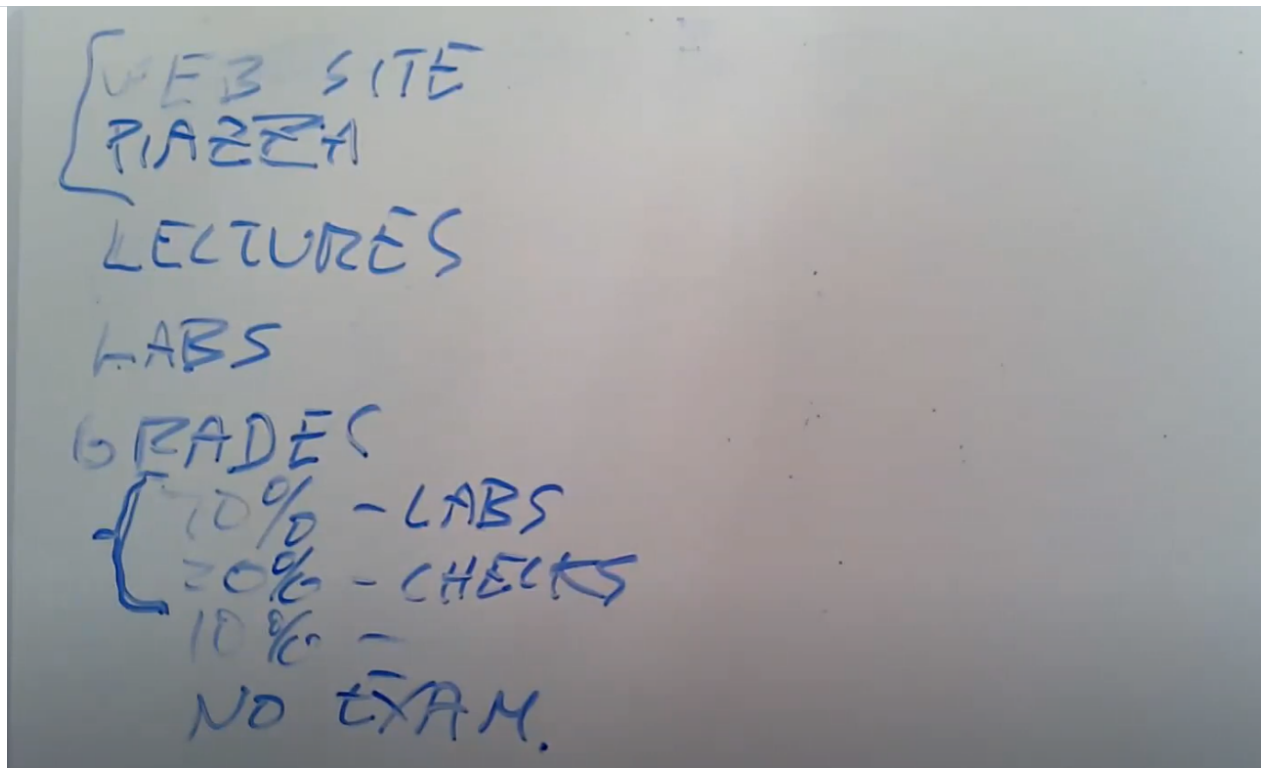 WEB SITE
PIAZZA
LECTURES
LABS
GRADES
70% - LABS
20% - CHECKS
10% -
NO EXAM.